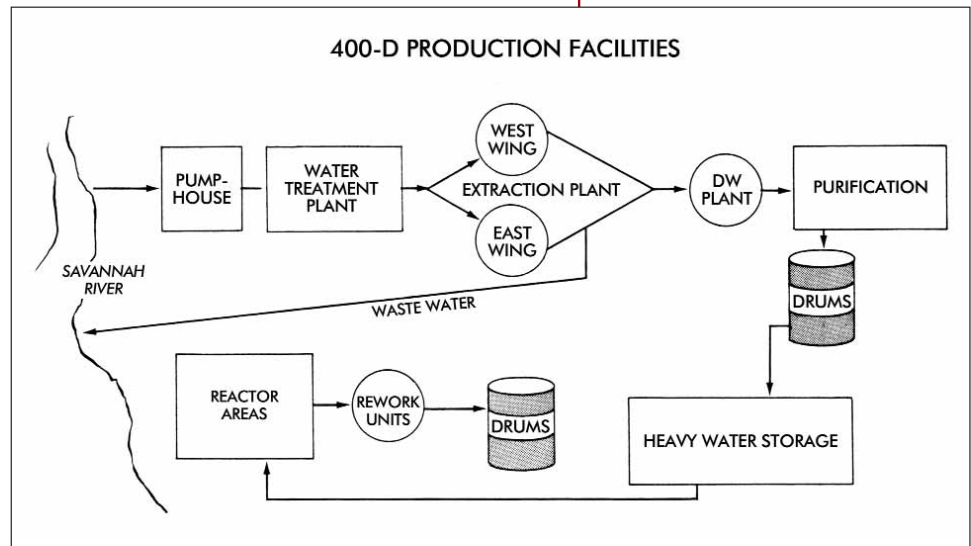 400-D PRODUCTION FACILITIES
PUMP-
HOUSE
WATER
TREATMENT
PLANT
WEST
WING
EXTRACTION PLANT
EAST
WING
DW
PLANT
PURIFICATION
DRUMS
SAVANNAH
RIVER
WASTE WATER
REACTOR
AREAS
REWORK
UNITS
DRUMS
HEAVY WATER STORAGE